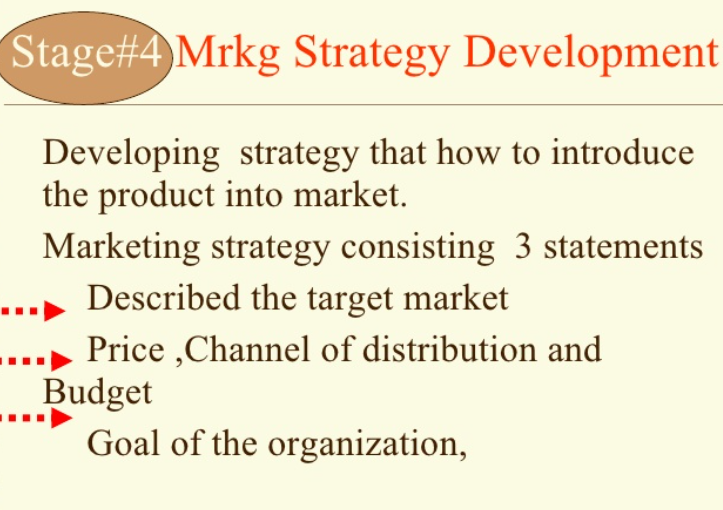 Stage#4 Mrkg Strategy Development
Developing strategy that how to introduce
the product into market.
Marketing strategy consisting 3 statements
Described the target market
Price ,Channel of distribution and
Budget
Goal of the organization,